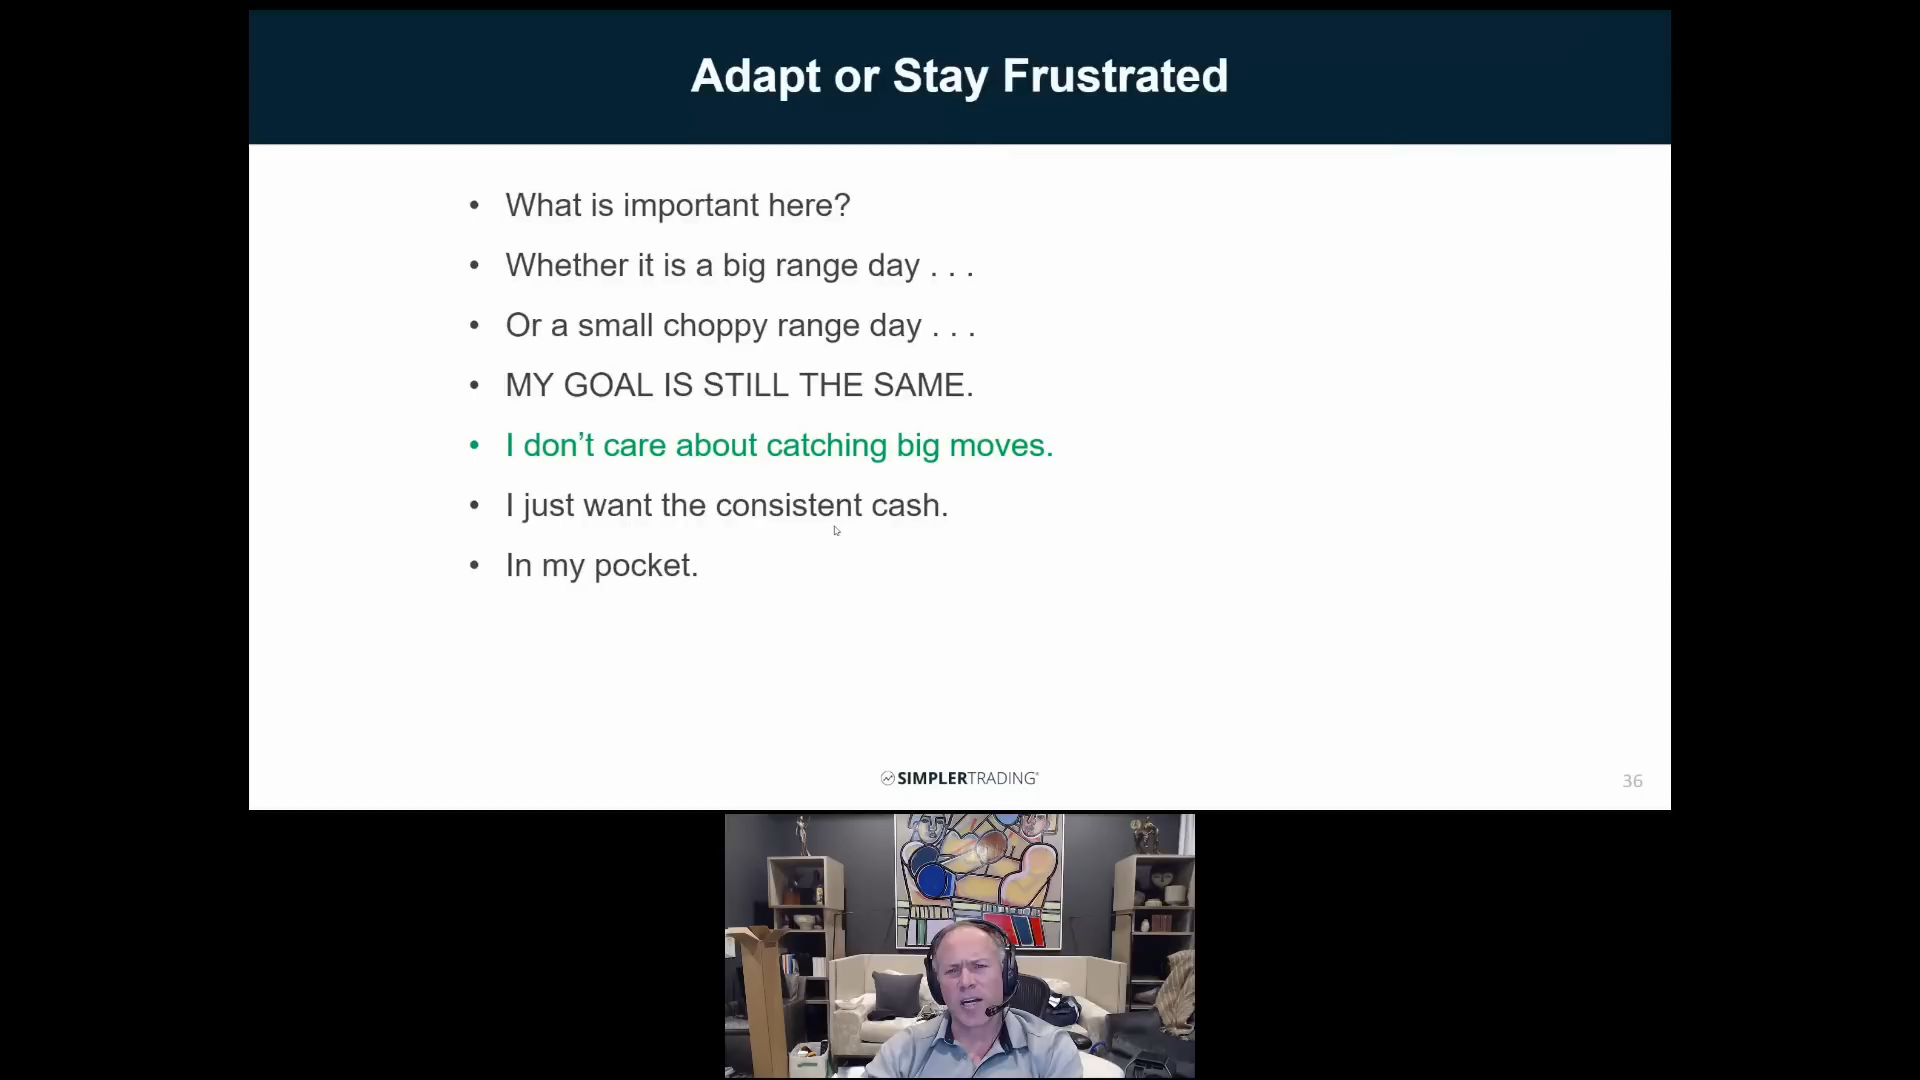 Adapt or Stay Frustrated
• What is important here?
• Whether it is a big range day . . .
• Or a small choppy range day . . .
• MY GOAL IS STILL THE SAME.
• I don’t care about catching big moves.
• I just want the consistent cash.
• In my pocket.
SIMPLERTRADING®
36